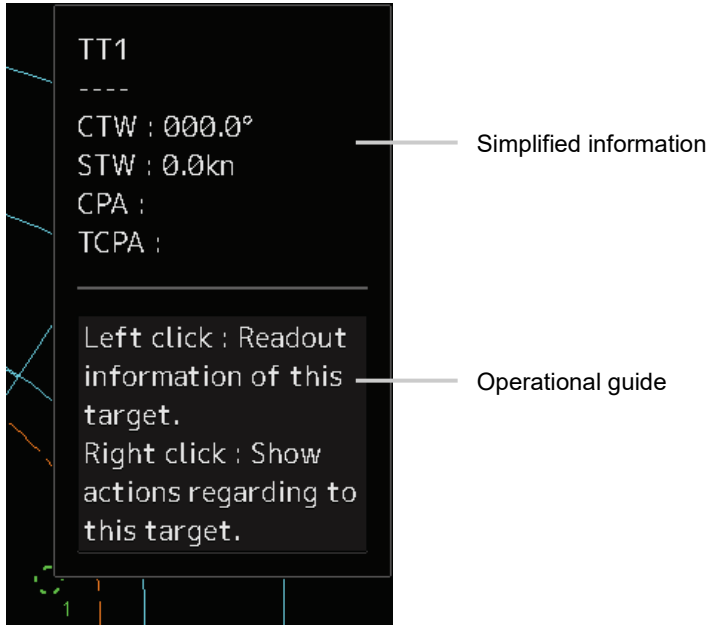 TT1
----
CTW : 000.0°
STW : 0.0kn
CPA :
TCPA :
Simplified information
Left click : Readout
information of this
target.
Right click : Show
actions regarding to
this target.
Operational guide
1